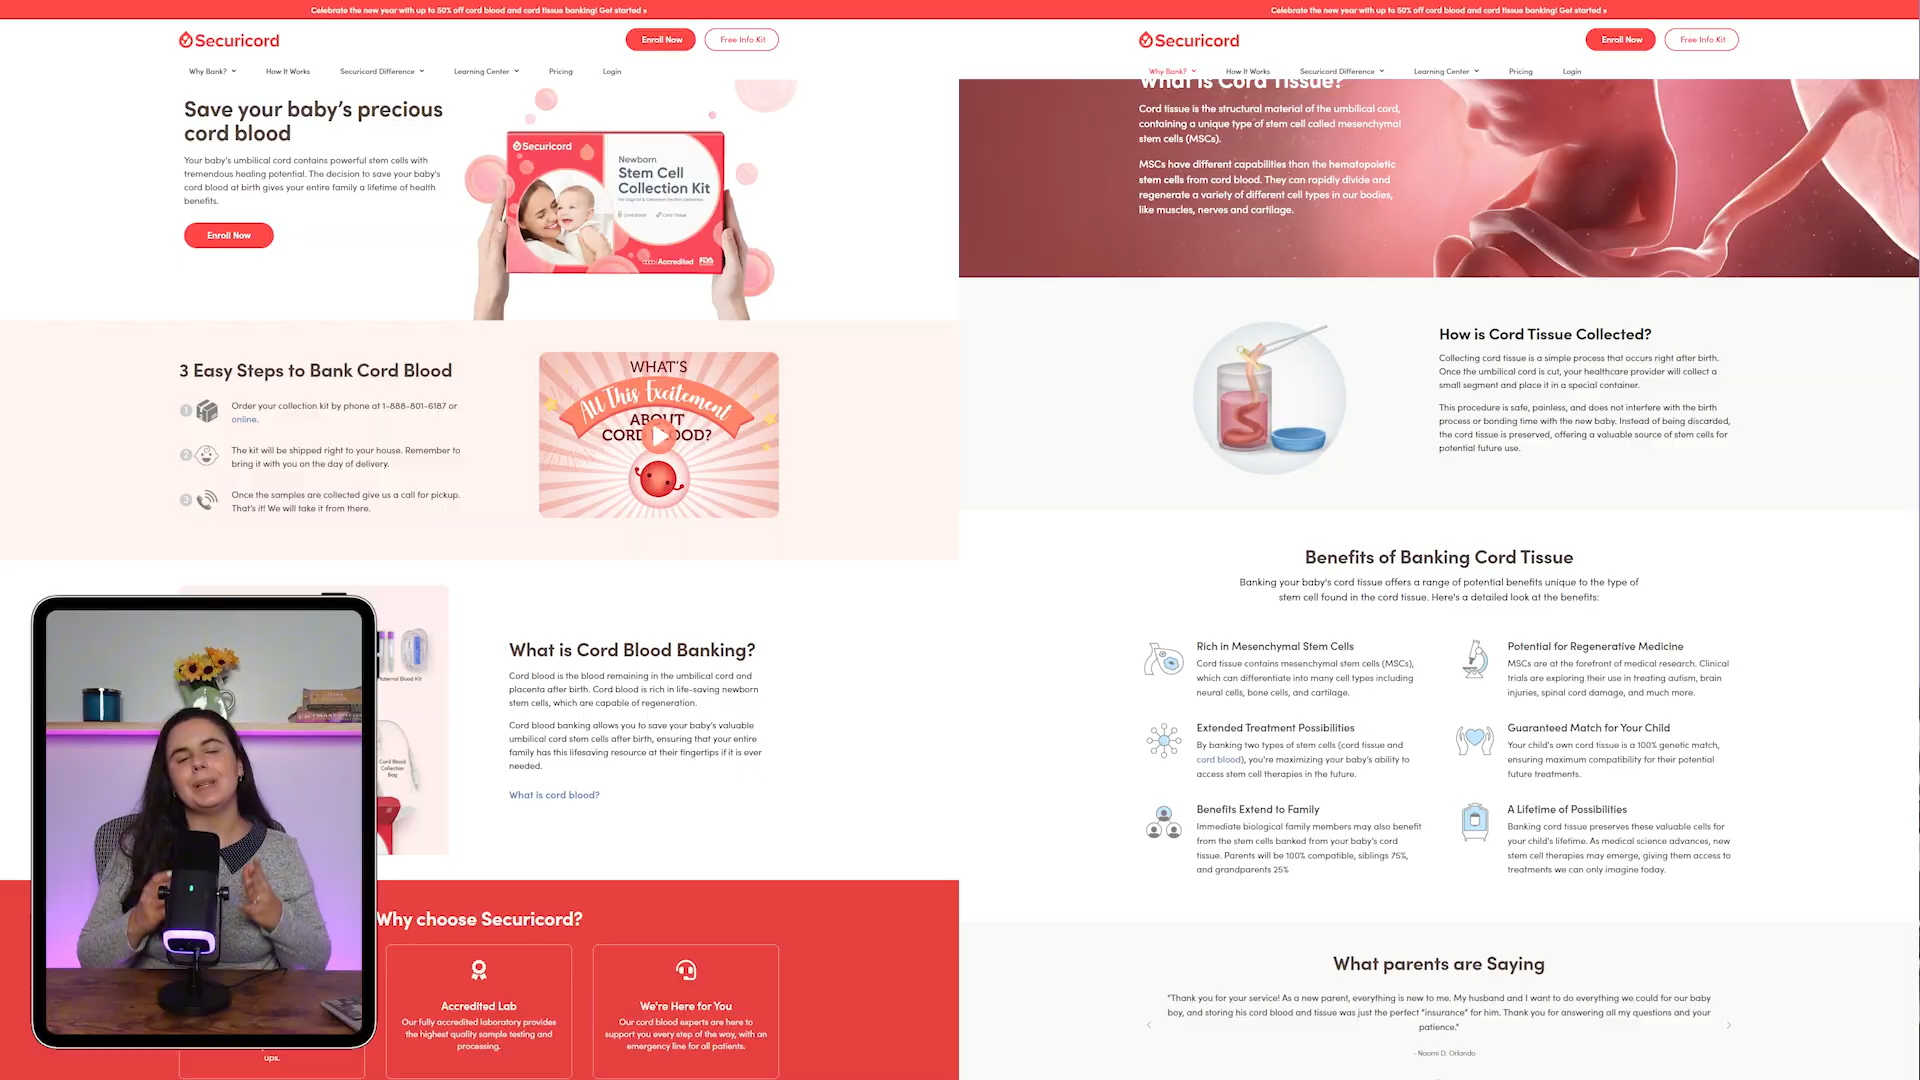 Celebrate the new year with up to 50% off cord blood and cord tissue banking! Get started »
Securicord
Enroll Now
Free Info Kit
Why Bank?
How It Works
Securicord Difference
Learning Center
Pricing
Login
Save your baby's precious
cord blood
Your baby's umbilical cord contains powerful stem cells with
tremendous healing potential. The decision to save your baby's
cord blood at birth gives your entire family a lifetime of health
benefits.
Enroll Now
Securicord
Newborn
Stem Cell
Collection Kit
Cord Blood
Cord Tissue
Accredited
FDA
3 Easy Steps to Bank Cord Blood
1
Order your collection kit by phone at 1-888-801-6187 or
online.
2
The kit will be shipped right to your house. Remember to
bring it with you on the day of delivery.
3
Once the samples are collected give us a call for pickup.
That's it! We will take it from there.
WHAT'S
All This Excitement
ABOUT
CORD BLOOD?
Maternal Blood Kit
Cord Blood
Collection
Bag
What is Cord Blood Banking?
Cord blood is the blood remaining in the umbilical cord and
placenta after birth. Cord blood is rich in life-saving newborn
stem cells, which are capable of regeneration.
Cord blood banking allows you to save your baby's valuable
umbilical cord stem cells after birth, ensuring that your entire
family has this lifesaving resource at their fingertips if it is ever
needed.
What is cord blood?
Why choose Securicord?
ups.
Accredited Lab
Our fully accredited laboratory provides
the highest quality sample testing and
processing.
We're Here for You
Our cord blood experts are here to
support you every step of the way, with an
emergency line for all patients.
Celebrate the new year with up to 50% off cord blood and cord tissue banking! Get started »
Securicord
Enroll Now
Free Info Kit
Why Bank?
How It Works
Securicord Difference
Learning Center
Pricing
Login
What is Cord Tissue?
Cord tissue is the structural material of the umbilical cord,
containing a unique type of stem cell called mesenchymal
stem cells (MSCs).
MSCs have different capabilities than the hematopoietic
stem cells from cord blood. They can rapidly divide and
regenerate a variety of different cell types in our bodies,
like muscles, nerves and cartilage.
How is Cord Tissue Collected?
Collecting cord tissue is a simple process that occurs right after birth.
Once the umbilical cord is cut, your healthcare provider will collect a
small segment and place it in a special container.
This procedure is safe, painless, and does not interfere with the birth
process or bonding time with the new baby. Instead of being discarded,
the cord tissue is preserved, offering a valuable source of stem cells for
potential future use.
Benefits of Banking Cord Tissue
Banking your baby's cord tissue offers a range of potential benefits unique to the type of
stem cell found in the cord tissue. Here's a detailed look at the benefits:
Rich in Mesenchymal Stem Cells
Cord tissue contains mesenchymal stem cells (MSCs),
which can differentiate into many cell types including
neural cells, bone cells, and cartilage.
Potential for Regenerative Medicine
MSCs are at the forefront of medical research. Clinical
trials are exploring their use in treating autism, brain
injuries, spinal cord damage, and much more.
Extended Treatment Possibilities
By banking two types of stem cells (cord tissue and
cord blood), you're maximizing your baby's ability to
access stem cell therapies in the future.
Guaranteed Match for Your Child
Your child's own cord tissue is a 100% genetic match,
ensuring maximum compatibility for their potential
future treatments.
Benefits Extend to Family
Immediate biological family members may also benefit
from the stem cells banked from your baby's cord
tissue. Parents will be 100% compatible, siblings 75%,
and grandparents 25%
A Lifetime of Possibilities
Banking cord tissue preserves these valuable cells for
your child's lifetime. As medical science advances, new
stem cell therapies may emerge, giving them access to
treatments we can only imagine today.
What parents are Saying
"Thank you for your service! As a new parent, everything is new to me. My husband and I want to do everything we could for our baby
boy, and storing his cord blood and tissue was just the perfect "insurance" for him. Thank you for answering all my questions and your
patience."
- Naomi D. Orlando